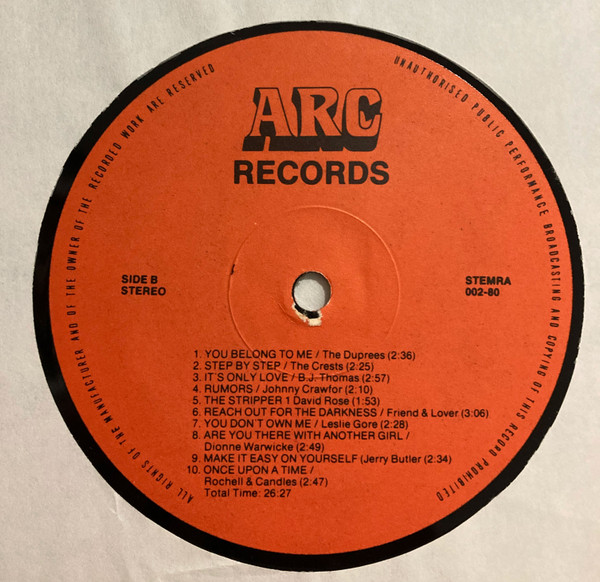 ALL RIGHTS OF THE MANUFACTURER AND OF THE OWNER OF THE RECORDED WORK ARE RESERVED
UNAUTHORISED PUBLIC PERFORMANCE BROADCASTING AND COPYING OF THIS RECORD PROHIBITED
ARC
RECORDS
SIDE B
STEREO
STEMRA
002-80
1. YOU BELONG TO ME / The Duprees (2:36)
2. STEP BY STEP / The Crests (2:25)
3. IT'S ONLY LOVE / B.J. Thomas (2:57)
4. RUMORS / Johnny Crawfor (2:10)
5. THE STRIPPER 1 David Rose (1:53)
6. REACH OUT FOR THE DARKNESS / Friend & Lover (3:06)
7. YOU DON'T OWN ME / Leslie Gore (2:28)
8. ARE YOU THERE WITH ANOTHER GIRL /
Dionne Warwicke (2:49)
9. MAKE IT EASY ON YOURSELF (Jerry Butler (2:34)
10. ONCE UPON A TIME /
Rochell & Candles (2:47)
Total Time: 26:27